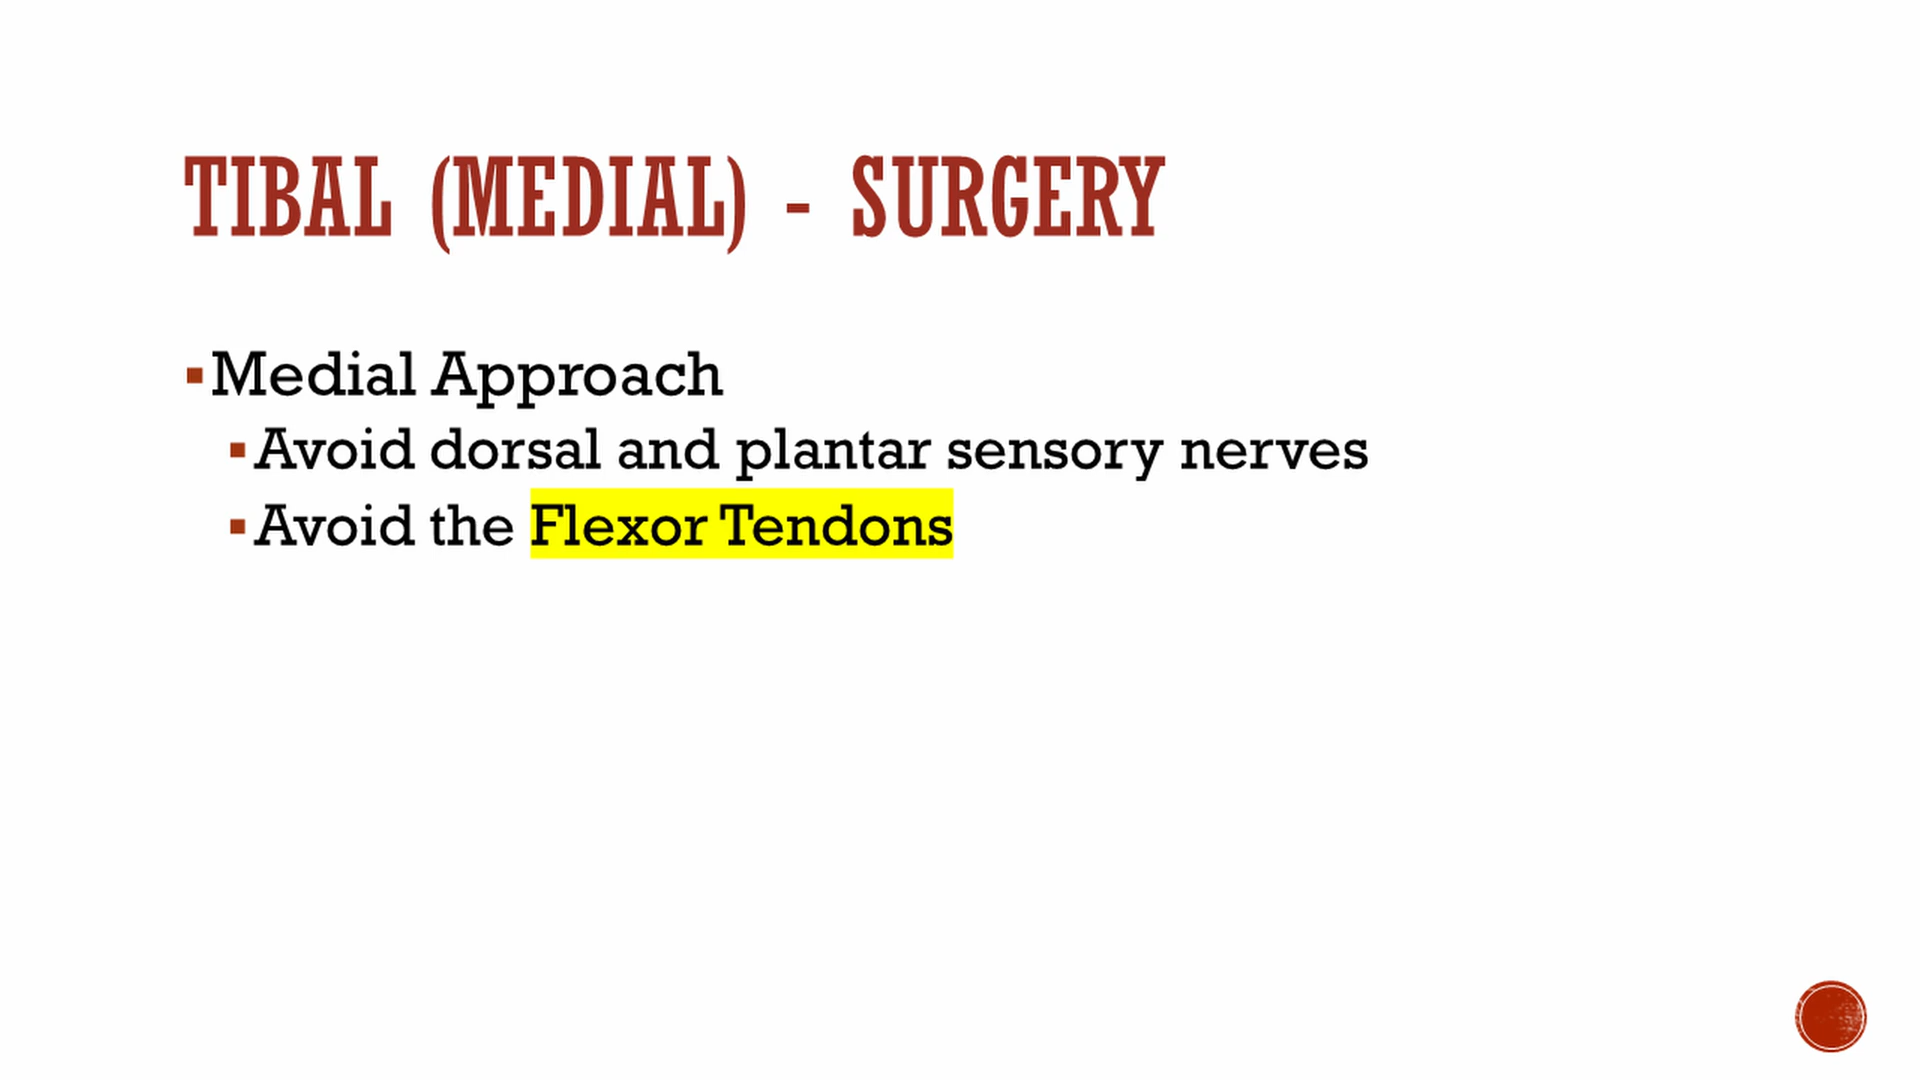 TIBAL (MEDIAL) - SURGERY
▪Medial Approach
▪Avoid dorsal and plantar sensory nerves
▪Avoid the Flexor Tendons